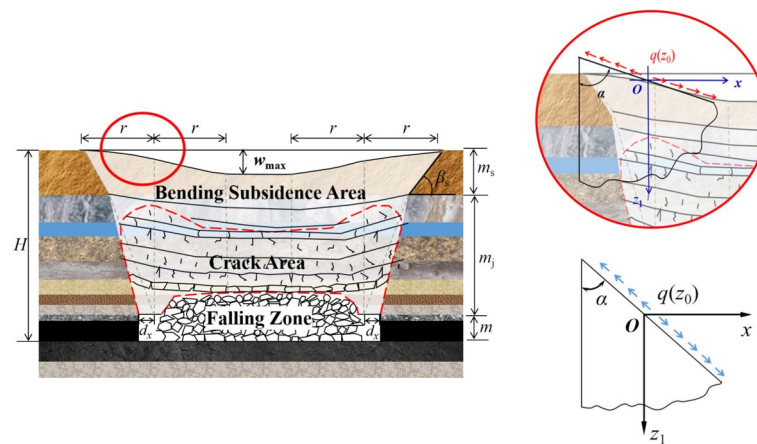 r r r r
w_max
m_s
β_s
Bending Subsidence Area
H
m_j
Crack Area
Falling Zone
d_x d_x
m
q(z_0)
α
O
x
z_1
α
q(z_0)
O
x
z_1